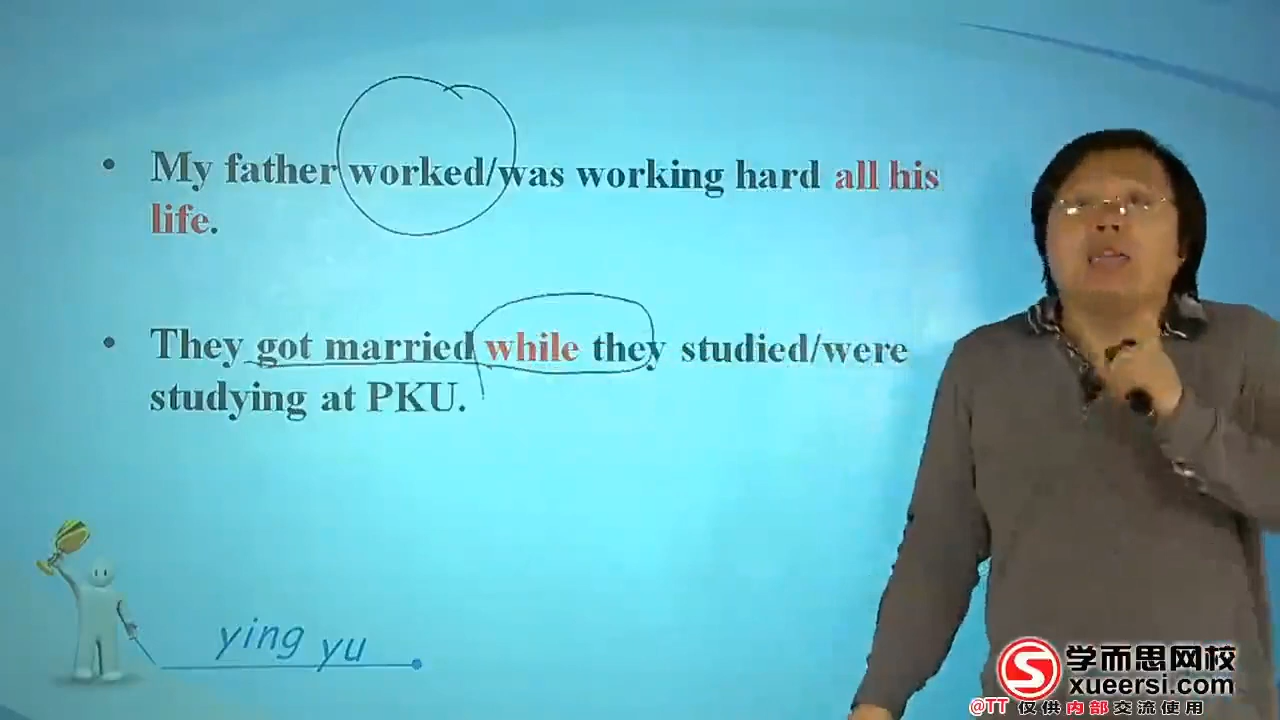 • My father worked/was working hard all his
life.
• They got married while they studied/were
studying at PKU.
ying yu
学而思网校
xueersi.com
@TT 仅供内部交流使用